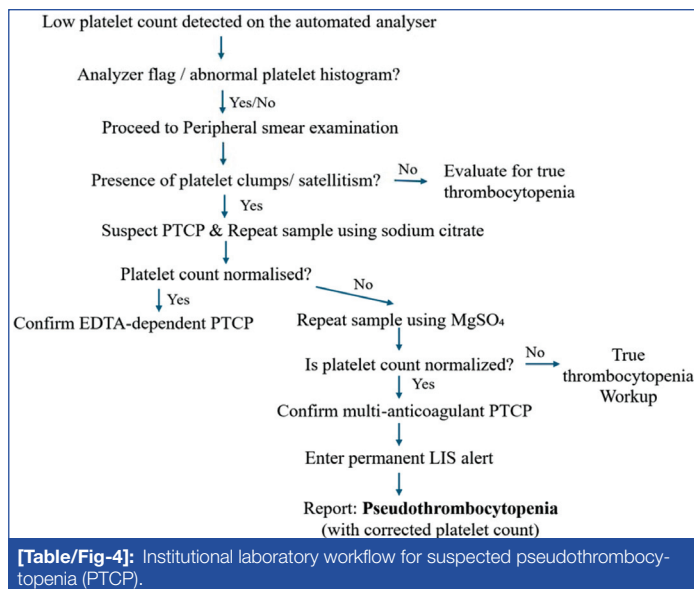 Low platelet count detected on the automated analyser
Analyzer flag / abnormal platelet histogram?
Yes/No
Proceed to Peripheral smear examination
Presence of platelet clumps/ satellitism?
No
Evaluate for true
thrombocytopenia
Yes
Suspect PTCP & Repeat sample using sodium citrate
Platelet count normalised?
Yes
No
Confirm EDTA-dependent PTCP
Repeat sample using MgSO₄
Is platelet count normalized?
No
True
thrombocytopenia
Workup
Yes
Confirm multi-anticoagulant PTCP
Enter permanent LIS alert
Report: Pseudothrombocytopenia
(with corrected platelet count)
[Table/Fig-4]: Institutional laboratory workflow for suspected pseudothrombocy-
topenia (PTCP).